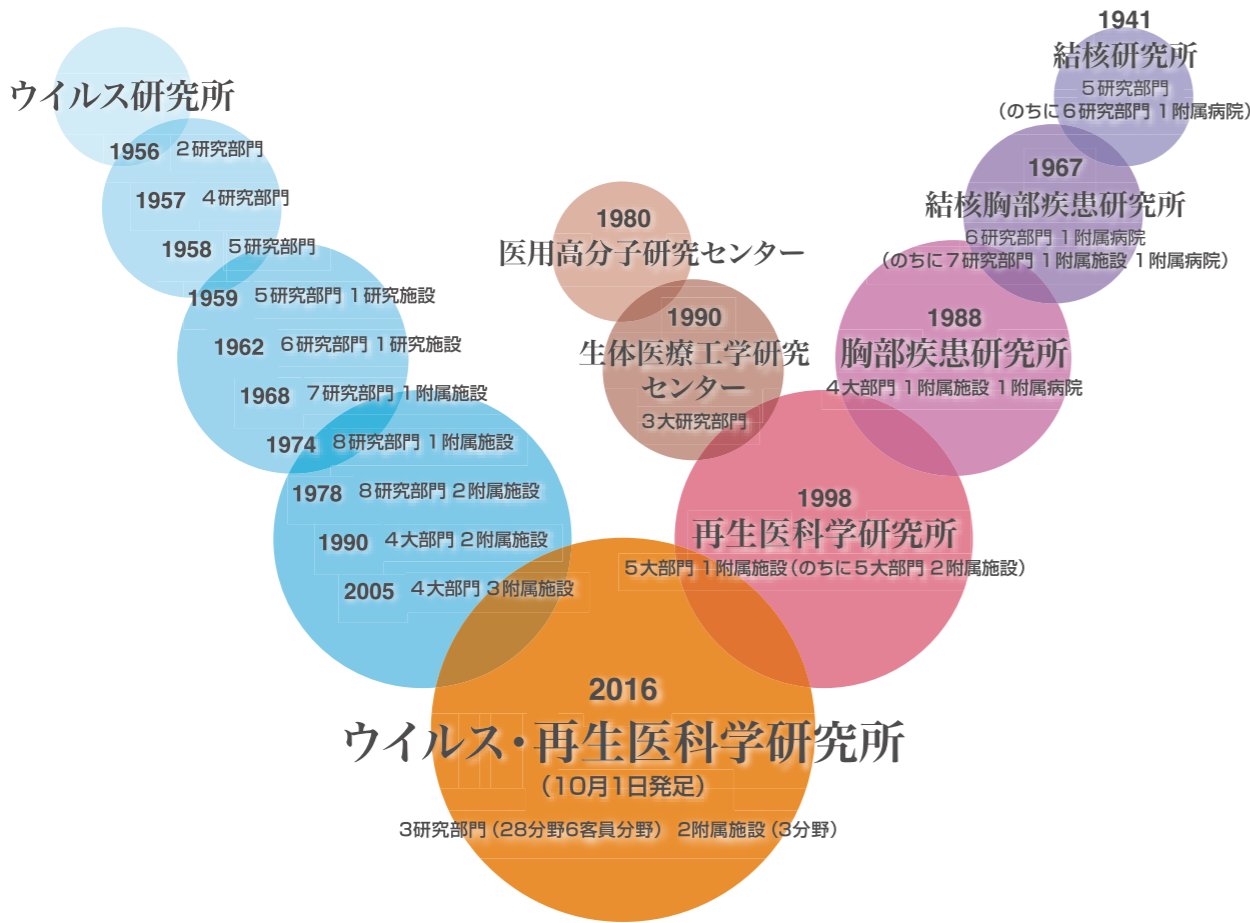 ウイルス研究所
1956 2研究部門
1957 4研究部門
1958 5研究部門
1959 5研究部門 1研究施設
1962 6研究部門 1研究施設
1968 7研究部門 1附属施設
1974 8研究部門 1附属施設
1978 8研究部門 2附属施設
1990 4大部門 2附属施設
2005 4大部門 3附属施設
1980
医用高分子研究センター
1990
生体医療工学研究
センター
3大研究部門
1941
結核研究所
5研究部門
(のちに6研究部門 1附属病院)
1967
結核胸部疾患研究所
6研究部門 1附属病院
(のちに7研究部門 1附属施設 1附属病院)
1988
胸部疾患研究所
4大部門 1附属施設 1附属病院
1998
再生医科学研究所
5大部門 1附属施設(のちに5大部門 2附属施設)
2016
ウイルス・再生医科学研究所
(10月1日発足)
3研究部門(28分野6客員分野) 2附属施設(3分野)